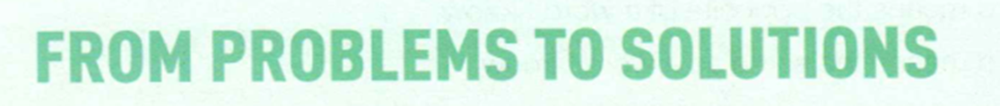 FROM PROBLEMS TO SOLUTIONS